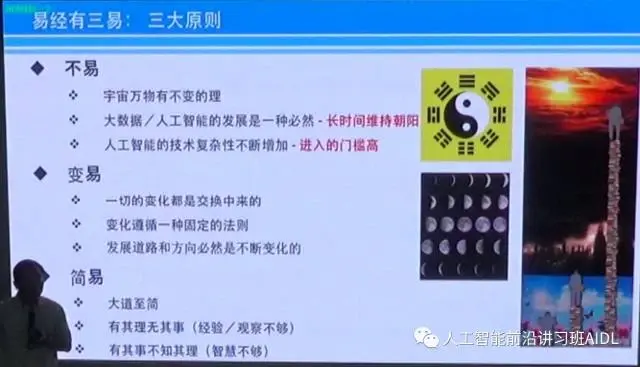 易经有三易： 三大原则
不易
宇宙万物有不变的理
大数据／人工智能的发展是一种必然 - 长时间维持朝阳
人工智能的技术复杂性不断增加 - 进入的门槛高
变易
一切的变化都是交换中来的
变化遵循一种固定的法则
发展道路和方向必然是不断变化的
简易
大道至简
有其理无其事（经验／观察不够）
有其事不知其理（智慧不够）
人工智能前沿讲习班AIDL